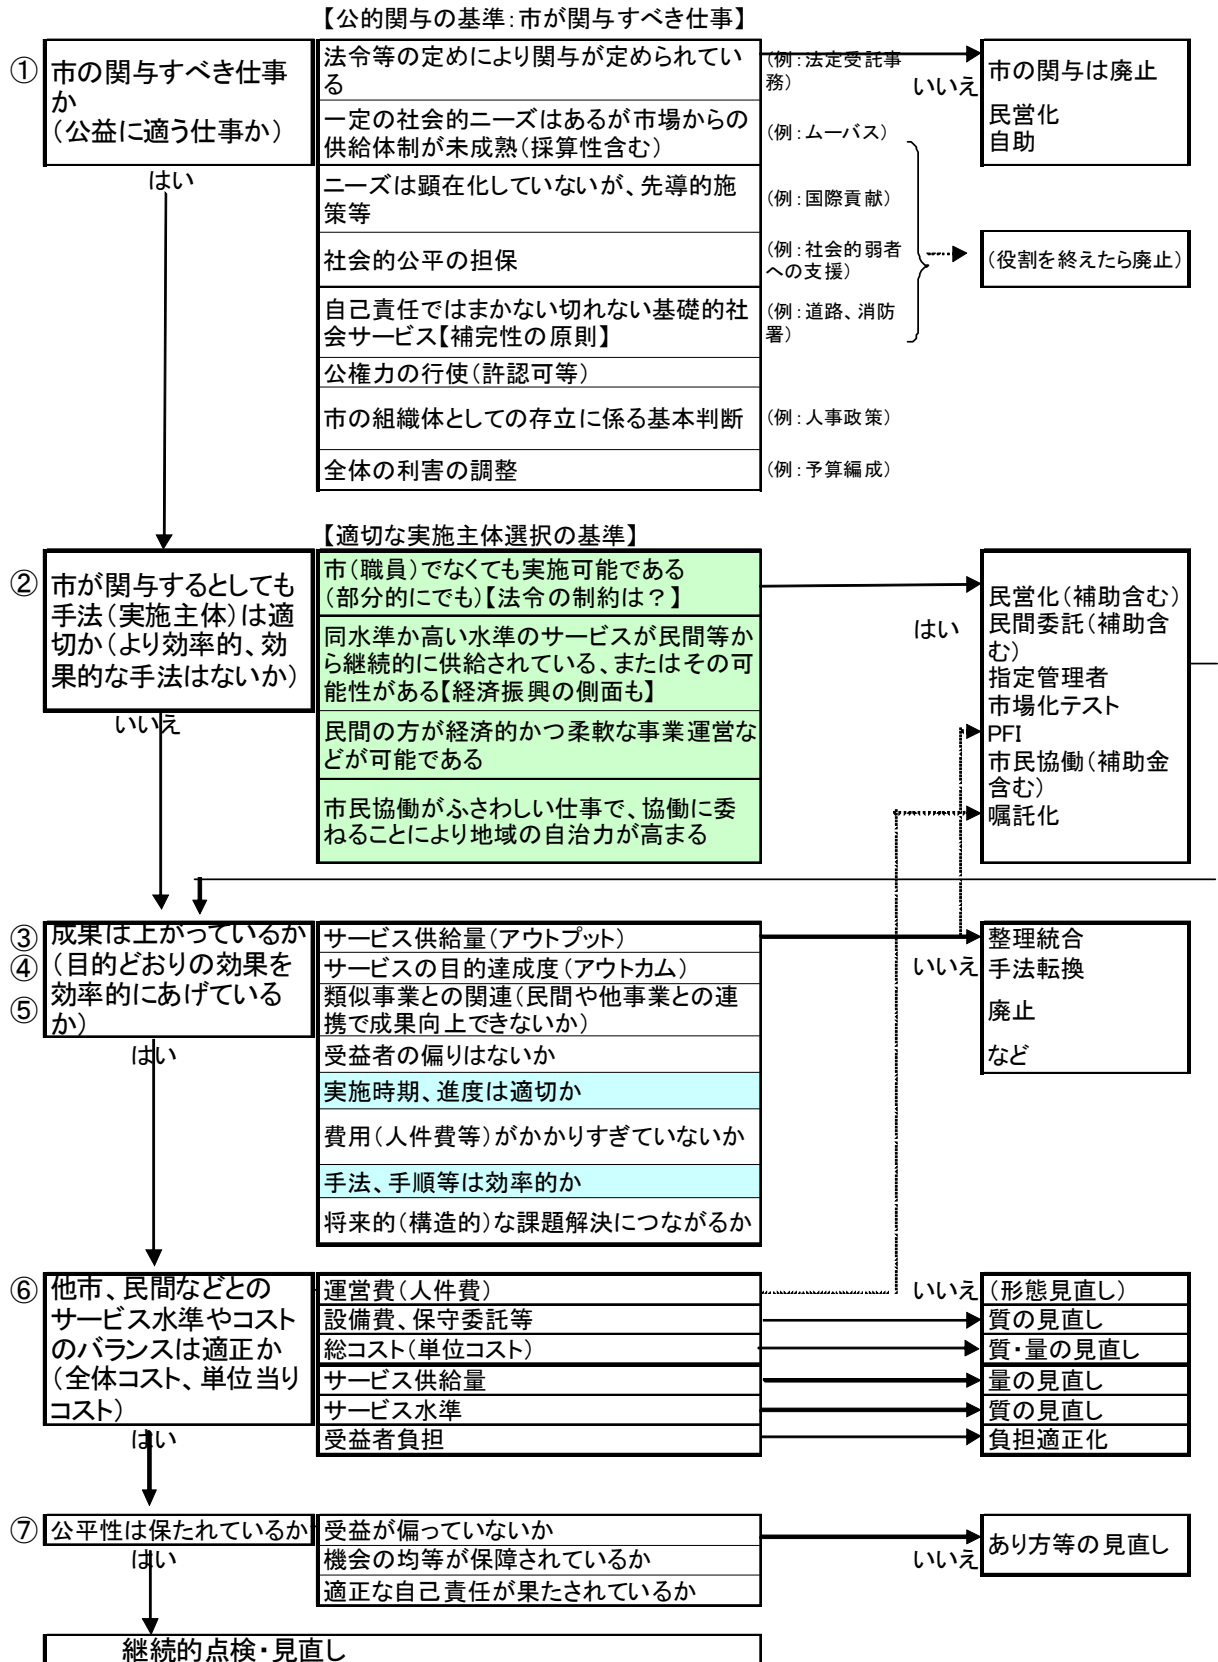 【公的関与の基準：市が関与すべき仕事】
①
市の関与すべき仕事
か
（公益に適う仕事か）
はい
法令等の定めにより関与が定められてい
る
（例：法定受託事
務）
いいえ
市の関与は廃止
民営化
自助
一定の社会的ニーズはあるが市場からの
供給体制が未成熟（採算性含む）
（例：ムーバス）
ニーズは顕在化していないが、先導的施
策等
（例：国際貢献）
社会的公平の担保
（例：社会的弱者
への支援）
（役割を終えたら廃止）
自己責任ではまかない切れない基礎的社
会サービス【補完性の原則】
（例：道路、消防
署）
公権力の行使（許認可等）
市の組織体としての存立に係る基本判断
（例：人事政策）
全体の利害の調整
（例：予算編成）
【適切な実施主体選択の基準】
②
市が関与するとしても
手法（実施主体）は適
切か（より効率的、効
果的な手法はないか）
いいえ
市（職員）でなくても実施可能である
（部分的にでも）【法令の制約は？】
同水準か高い水準のサービスが民間等か
ら継続的に供給されている、またはその可
能性がある【経済振興の側面も】
民間の方が経済的かつ柔軟な事業運営な
どが可能である
市民協働がふさわしい仕事で、協働に委
ねることにより地域の自治力が高まる
はい
民営化（補助含む）
民間委託（補助含
む）
指定管理者
市場化テスト
PFI
市民協働（補助金
含む）
嘱託化
③
④
⑤
成果は上がっているか
（目的どおりの効果を
効率的にあげている
か）
はい
サービス供給量（アウトプット）
サービスの目的達成度（アウトカム）
類似事業との関連（民間や他事業との連
携で成果向上できないか）
受益者の偏りはないか
実施時期、進度は適切か
費用（人件費等）がかかりすぎていないか
手法、手順等は効率的か
将来的（構造的）な課題解決につながるか
いいえ
整理統合
手法転換
廃止
など
⑥
他市、民間などとの
サービス水準やコスト
のバランスは適正か
（全体コスト、単位当り
コスト）
はい
運営費（人件費）
いいえ
（形態見直し）
設備費、保守委託等
質の見直し
総コスト（単位コスト）
質・量の見直し
サービス供給量
量の見直し
サービス水準
質の見直し
受益者負担
負担適正化
⑦
公平性は保たれているか
はい
受益が偏っていないか
機会の均等が保障されているか
適正な自己責任が果たされているか
いいえ
あり方等の見直し
継続的点検・見直し